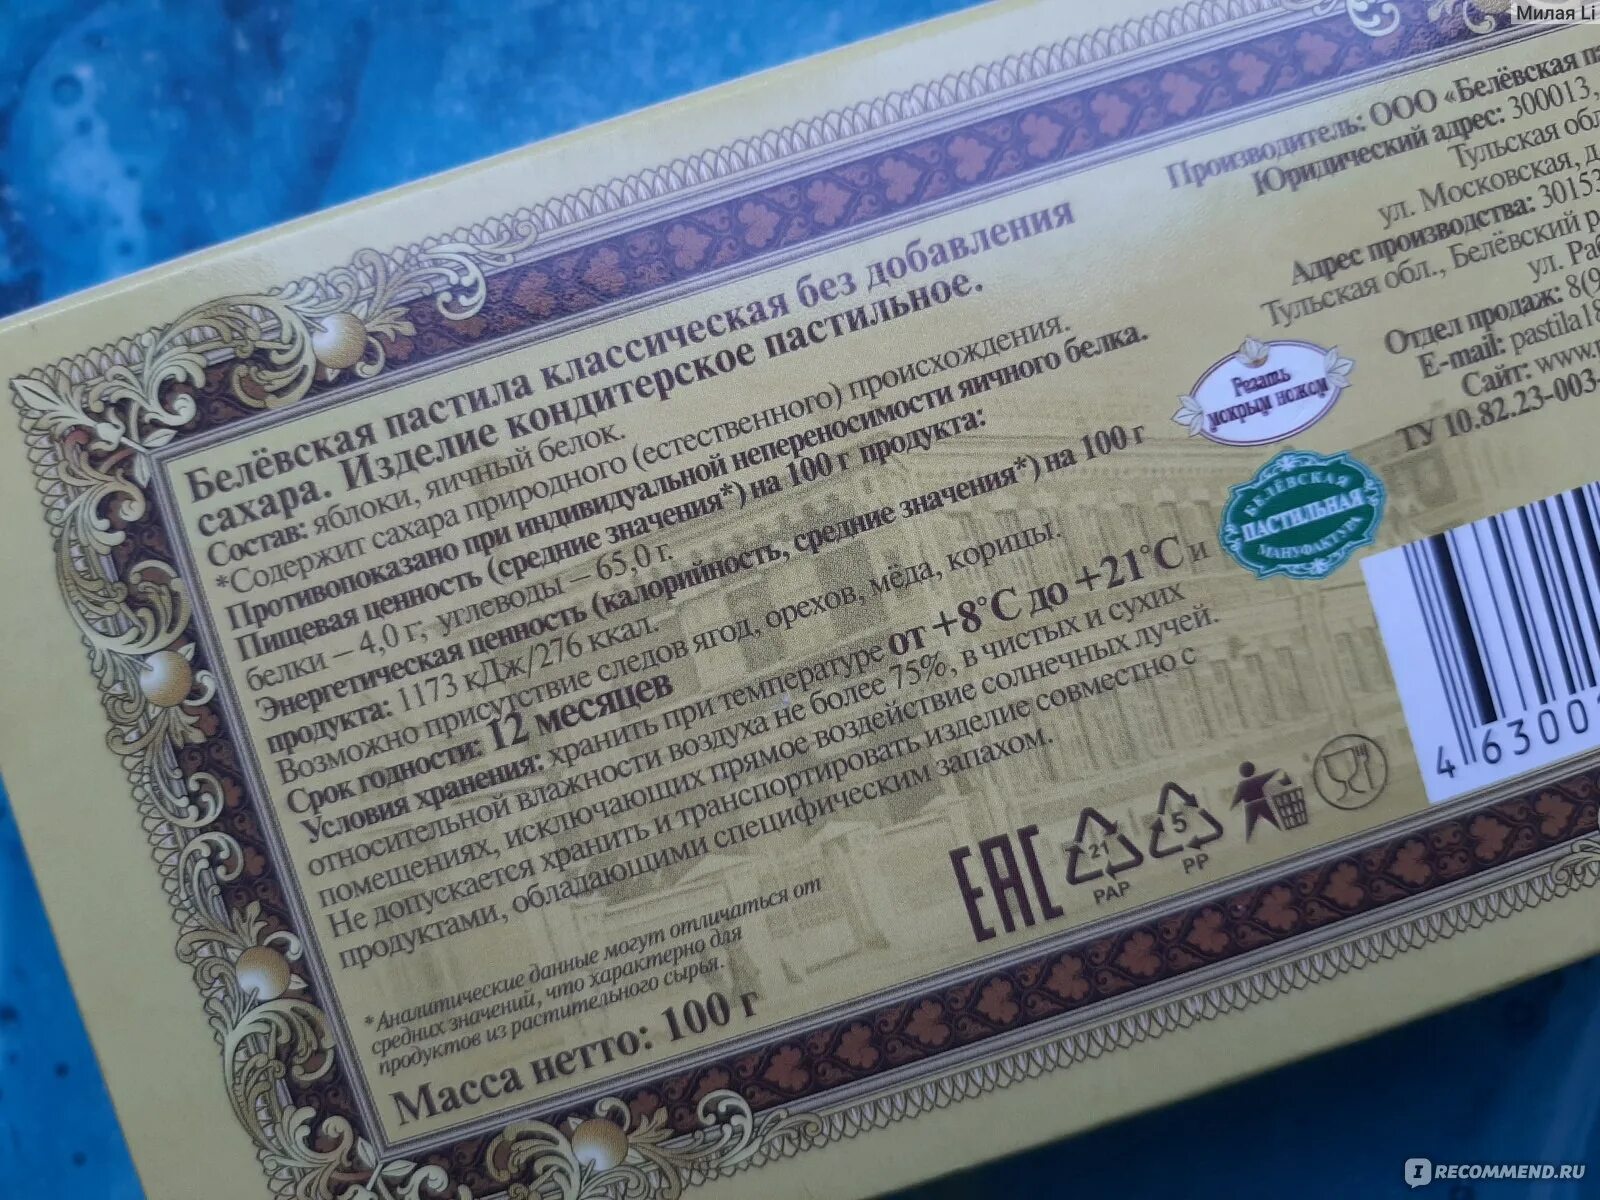 Милая Li
Белёвская пастила классическая без добавления
сахара. Изделие кондитерское пастильное.
Состав: яблоки, яичный белок.
*Содержит сахара природного (естественного) происхождения.
Противопоказано при индивидуальной непереносимости яичного белка.
Пищевая ценность (средние значения*) на 100 г продукта:
белки – 4,0 г; углеводы – 65,0 г.
Энергетическая ценность (калорийность, средние значения*) на 100 г
продукта: 1173 кДж/276 ккал.
Возможно присутствие следов ягод, орехов, мёда, корицы.
Срок годности: 12 месяцев
Условия хранения: хранить при температуре от +8°С до +21°С и
относительной влажности воздуха не более 75%, в чистых и сухих
помещениях, исключающих прямое воздействие солнечных лучей.
Не допускается хранить и транспортировать изделие совместно с
продуктами, обладающими специфическим запахом.
*Аналитические данные могут отличаться от
средних значений, что характерно для
продуктов из растительного сырья.
Масса нетто: 100 г
Производитель: ООО «Белёвская
Юридический адрес: 300013,
Тульская обл
ул. Московская, д
Адрес производства: 30153
Тульская обл., Белёвский
ул.
Отдел продаж: 8(9
E-mail: pastila18
Сайт: www.
ТУ 10.82.23-003-
Резать
мокрым ножом
БЕЛЁВСКАЯ
ПАСТИЛЬНАЯ
МАНУФАКТУРА
EAC
21
PAP
5
PP
4 6300
RECOMMEND.RU